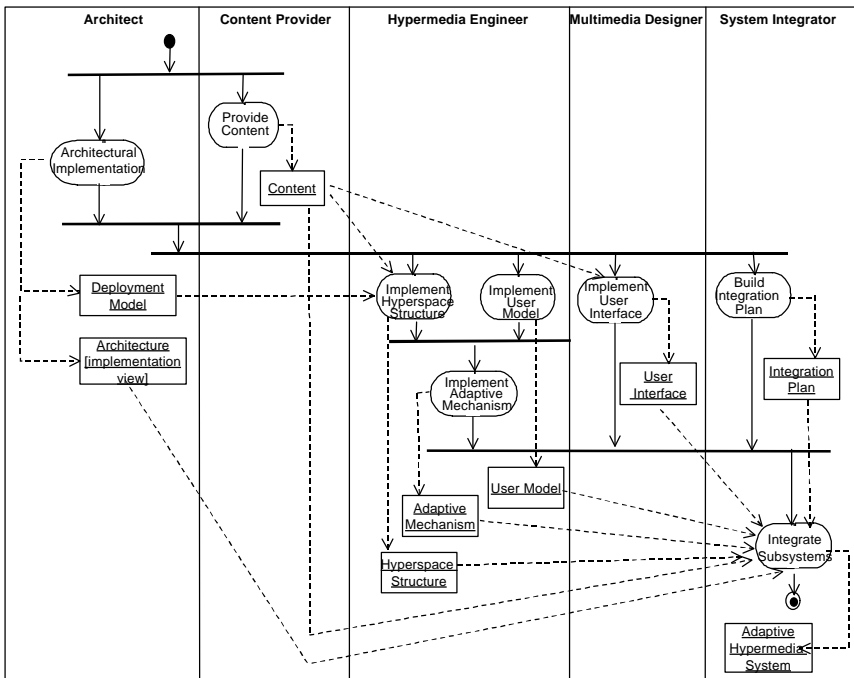 Architect
Content Provider
Hypermedia Engineer
Multimedia Designer
System Integrator
Provide
Content
Architectural
Implementation
Content
Deployment
Model
Implement
Hyperspace
Structure
Implement
User
Model
Implement
User
Interface
Build
Integration
Plan
Architecture
[implementation
view]
Implement
Adaptive
Mechanism
User
Interface
Integration
Plan
User Model
Adaptive
Mechanism
Integrate
Subsystems
Hyperspace
Structure
Adaptive
Hypermedia
System